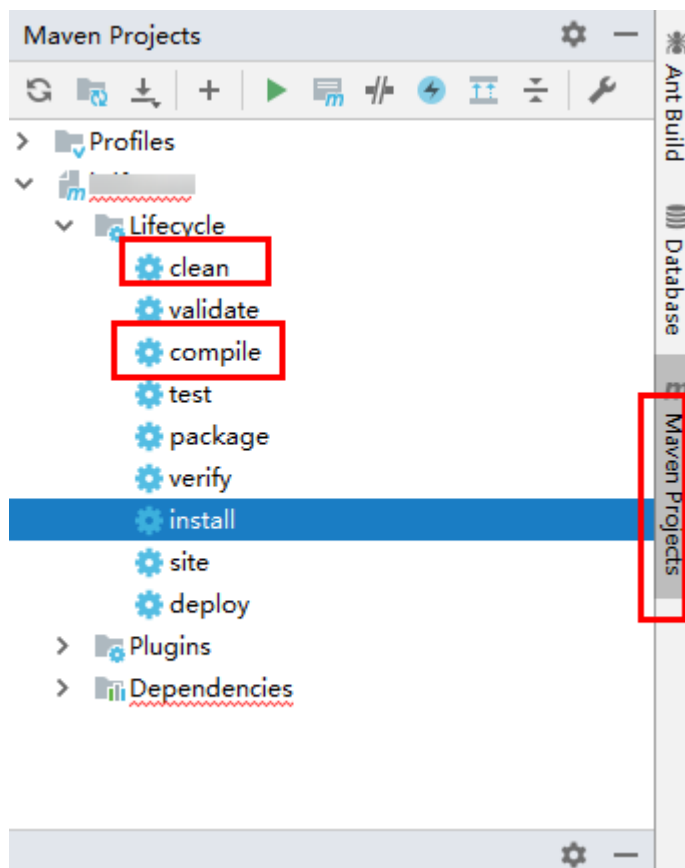 Maven Projects
Profiles
Lifecycle
clean
validate
compile
test
package
verify
install
site
deploy
Plugins
Dependencies
Ant Build
Database
Maven Projects